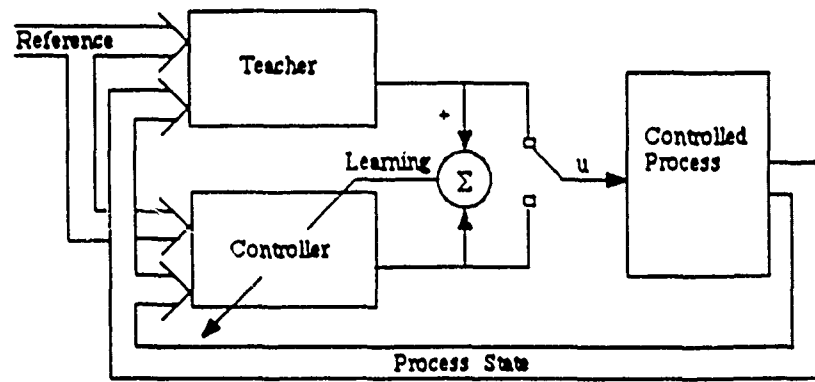 Reference
Teacher
+
Learning
Σ
u
Controlled
Process
Controller
Process State